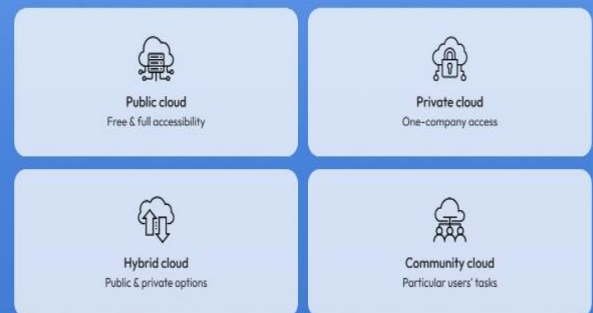 Public cloud
Free & full accessibility
Private cloud
One-company access
Hybrid cloud
Public & private options
Community cloud
Particular users' tasks